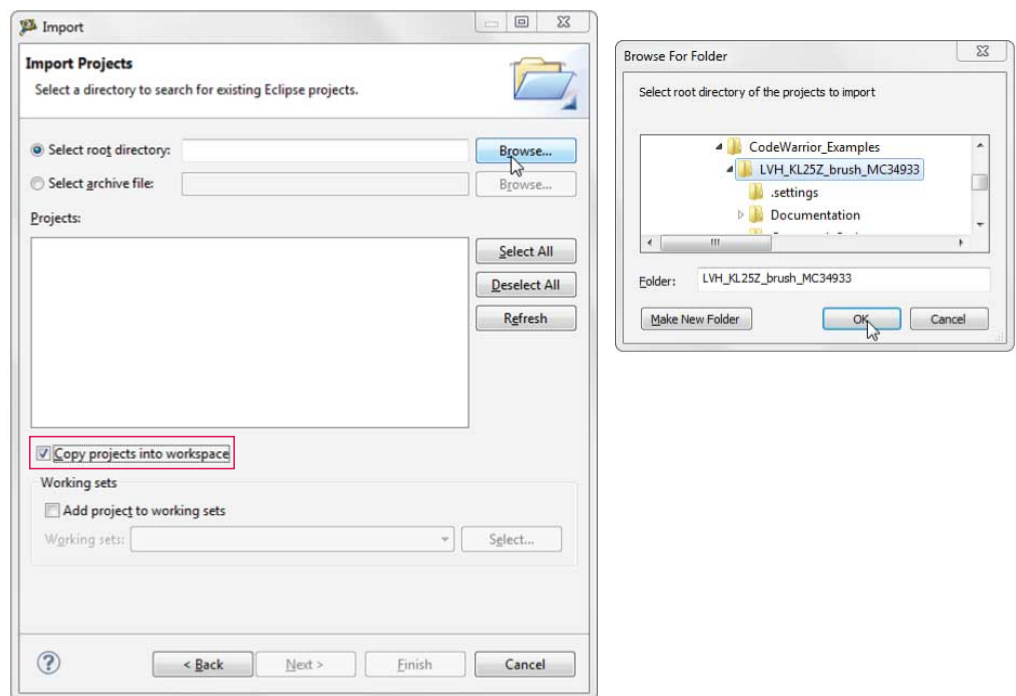 Import
Import Projects
Select a directory to search for existing Eclipse projects.
Select root directory:
Browse...
Select archive file:
Browse...
Projects:
Select All
Deselect All
Refresh
Copy projects into workspace
Working sets
Add project to working sets
Working sets:
Select...
< Back
Next >
Finish
Cancel
Browse For Folder
Select root directory of the projects to import
CodeWarrior_Examples
LVH_KL25Z_brush_MC34933
.settings
Documentation
Folder:
LVH_KL25Z_brush_MC34933
Make New Folder
OK
Cancel